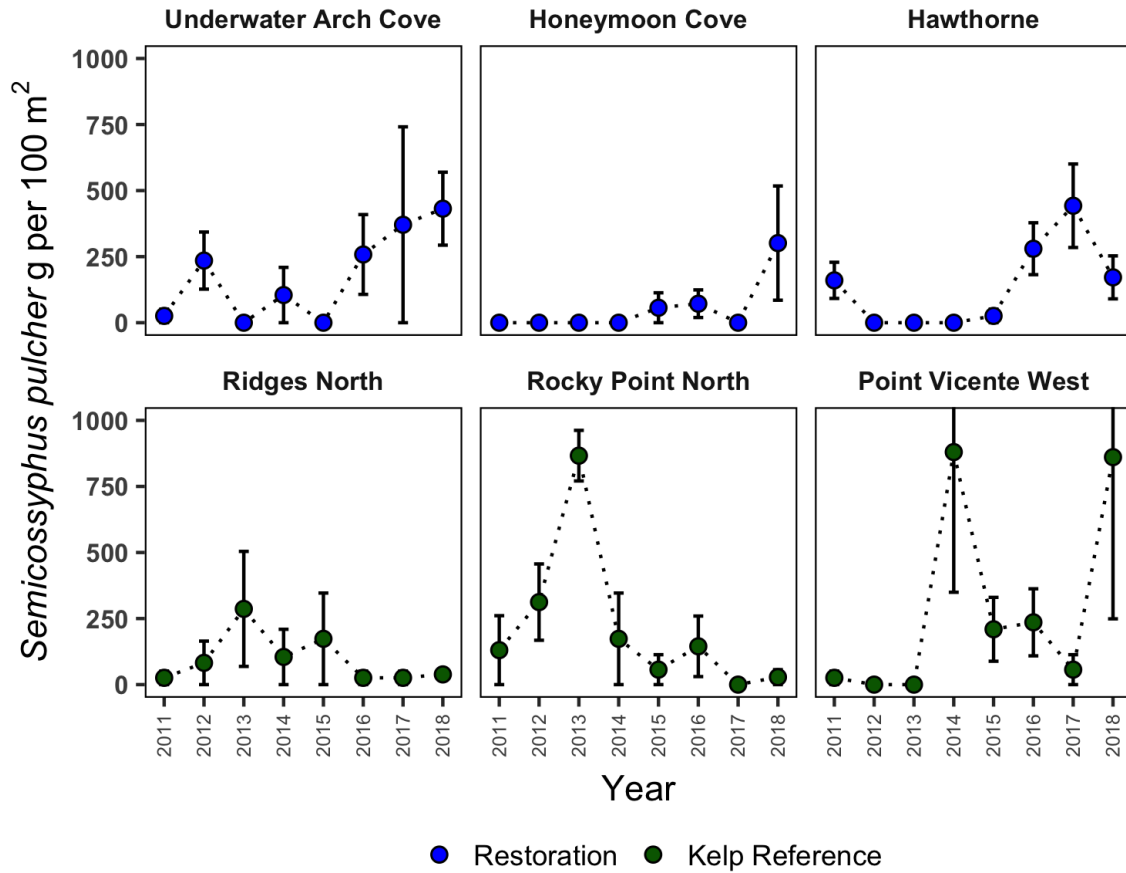 Underwater Arch Cove Honeymoon Cove Hawthorne
1000
750
500
250
0
Semicossyphus pulcher g per 100 m²
Ridges North Rocky Point North Point Vicente West
1000
750
500
250
0
2011 2012 2013 2014 2015 2016 2017 2018 2011 2012 2013 2014 2015 2016 2017 2018 2011 2012 2013 2014 2015 2016 2017 2018
Year
Restoration Kelp Reference